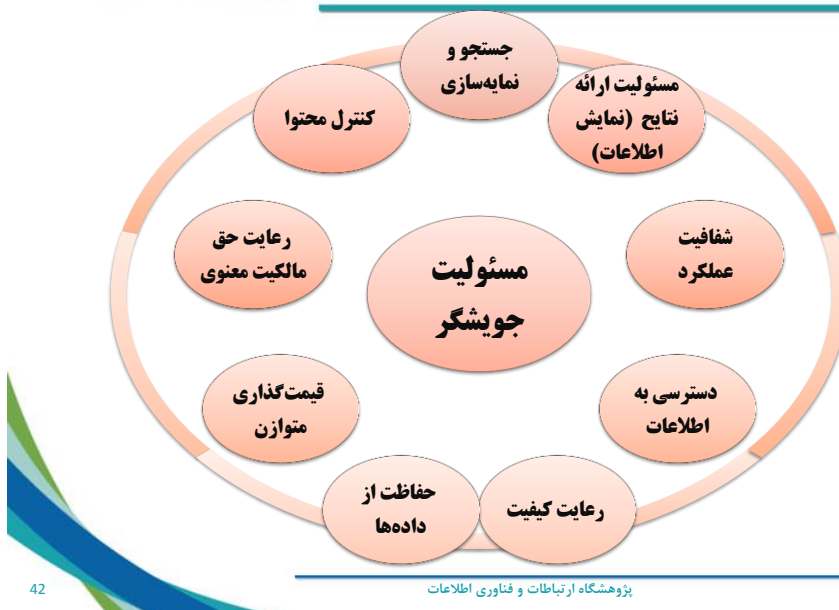 جستجو و
نمایه‌سازی
مسئولیت ارائه
نتایج (نمایش
اطلاعات)
شفافیت
عملکرد
دسترسی به
اطلاعات
رعایت کیفیت
حفاظت از
داده‌ها
قیمت‌گذاری
متوازن
رعایت حق
مالکیت معنوی
کنترل محتوا
مسئولیت
جویشگر
پژوهشگاه ارتباطات و فناوری اطلاعات
42